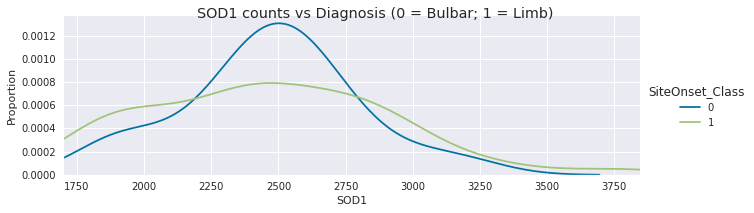 SOD1 counts vs Diagnosis (0 = Bulbar; 1 = Limb)
0.0012
0.0010
0.0008
0.0006
0.0004
0.0002
0.0000
Proportion
1750 2000 2250 2500 2750 3000 3250 3500 3750
SOD1
SiteOnset_Class
0
1